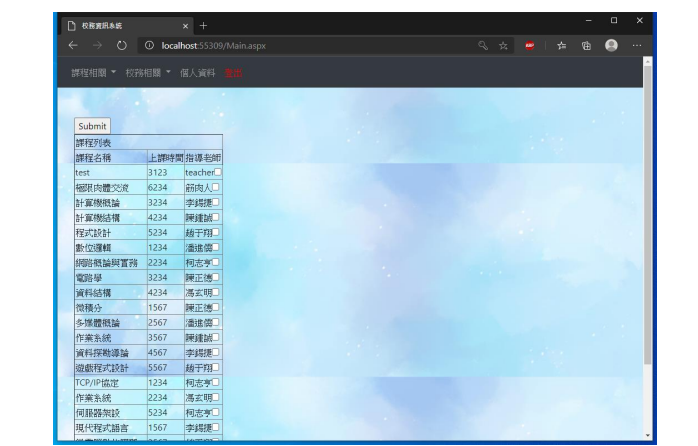 校務資訊系統
localhost:55309/Main.aspx
課程相關 校務相關 個人資料 登出
Submit
課程列表
課程名稱 上課時間 指導老師
test 3123 teacher
極限肉體交流 6234 筋肉人
計算機概論 3234 李錫捷
計算機結構 4234 陳鍾誠
程式設計 5234 趙于翔
數位邏輯 1234 潘進儒
網路概論與實務 2234 柯志亨
電路學 3234 陳正德
資料結構 4234 馮玄明
微積分 1567 陳正德
多媒體概論 2567 潘進儒
作業系統 3567 陳鍾誠
資料探勘導論 4567 李錫捷
遊戲程式設計 5567 趙于翔
TCP/IP協定 1234 柯志亨
作業系統 2234 馮玄明
伺服器架設 5234 柯志亨
現代程式語言 1567 李錫捷